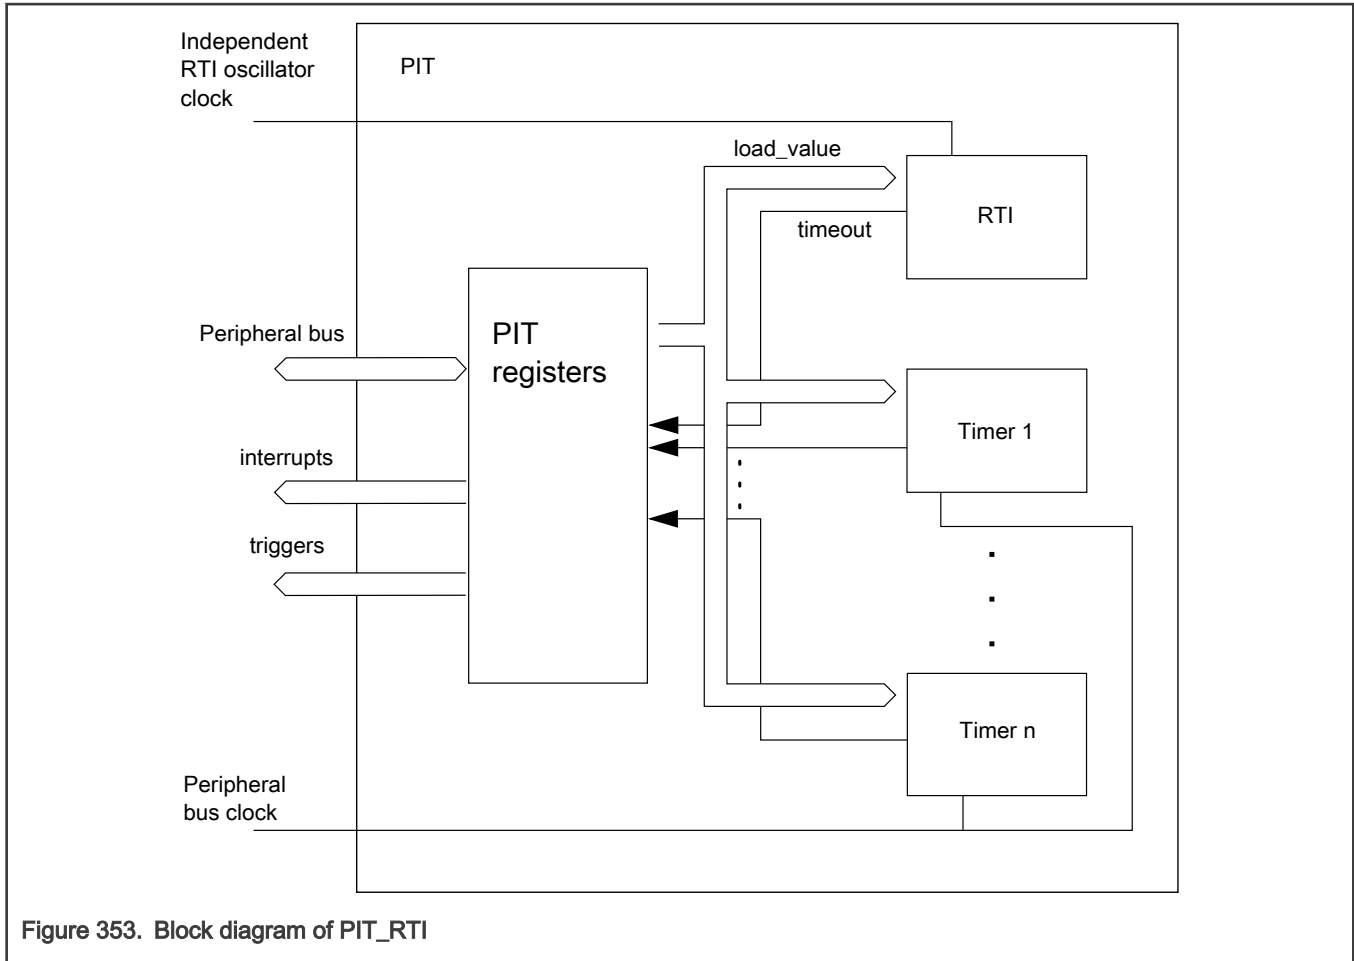 Independent
RTI oscillator
clock
PIT
load_value
RTI
timeout
Peripheral bus
PIT
registers
Timer 1
interrupts
triggers
Timer n
Peripheral
bus clock
Figure 353. Block diagram of PIT_RTI